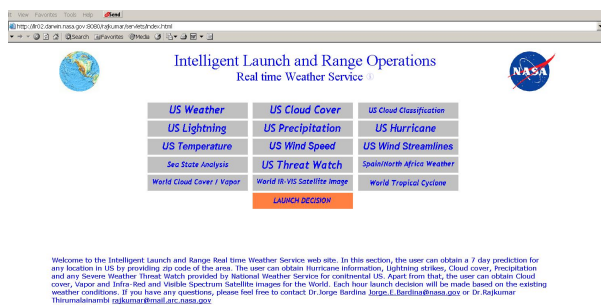 it View Favorites Tools Help Send
http://lr02.darwin.nasa.gov:8080/rajkumar/servlets/index.html
Search Favorites Media
Intelligent Launch and Range Operations
Real time Weather Service
NASA
US Weather US Cloud Cover US Cloud Classification
US Lightning US Precipitation US Hurricane
US Temperature US Wind Speed US Wind Streamlines
Sea State Analysis US Threat Watch Spain/North Africa Weather
World Cloud Cover / Vapor World IR-VIS Satellite Image World Tropical Cyclone
LAUNCH DECISION
Welcome to the Intelligent Launch and Range Real time Weather Service web site. In this section, the user can obtain a 7 day prediction for
any location in US by providing zip code of the area. The user can obtain Hurricane information, Lightning strikes, Cloud cover, Precipitation
and any Severe Weather Threat Watch provided by National Weather Service for continental US. Apart from that, the user can obtain Cloud
cover, Vapor and Infra-Red and Visible Spectrum Satellite images for the World. Each hour launch decision will be made based on the existing
weather conditions. If you have any questions, please feel free to contact Dr.Jorge Bardina Jorge.E.Bardina@nasa.gov or Dr.Rajkumar
Thirumalainambi rajkumar@mail.arc.nasa.gov